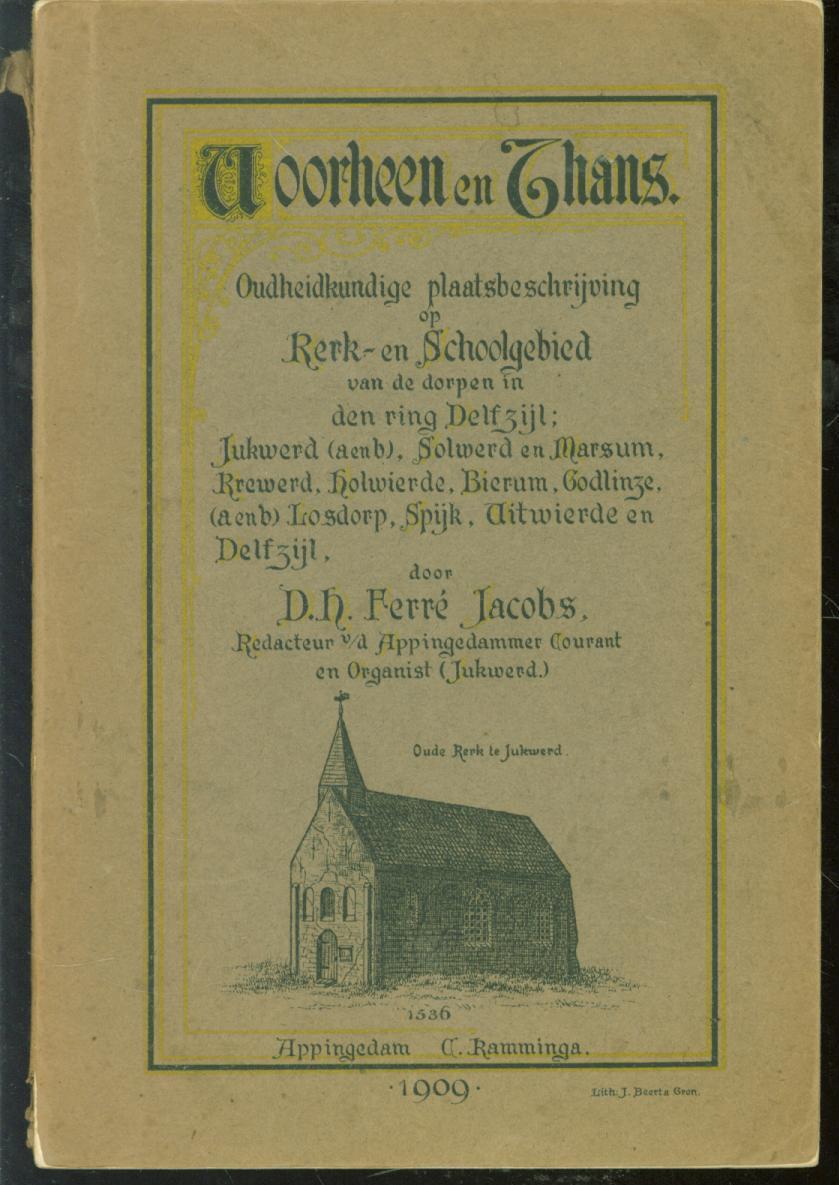 Voorheen en Thans.
Oudheidkundige plaatsbeschrijving
op
Kerk- en Schoolgebied
van de dorpen in
den ring Delfzijl;
Jukwerd (aenb), Solwerd en Marsum,
Krewerd, Holwierde, Bierum, Godlinze,
(aenb) Losdorp, Spijk, Uitwierde en
Delfzijl,
door
D.H. Ferré Jacobs,
Redacteur v/d Appingedammer Courant
en Organist (Jukwerd.)
Oude Kerk te Jukwerd.
1536
Appingedam C. Kamminga.
·1909·
Lith: J. Beerta Gron.